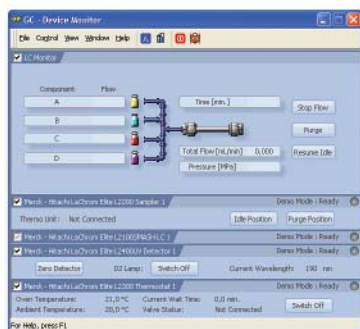 GC - Device Monitor
File Control View Window Help
LC Monitor
Component Flow
A
B
C
D
Time [min.]
Total Flow [mL/min] 0,000
Pressure [MPa]
Stop Flow
Purge
Resume Idle
Merck - Hitachi LaChrom Elite L2200 Sampler 1 Demo Mode : Ready
Thermo Unit: Not Connected Idle Position Purge Position
Merck - Hitachi LaChrom Elite L2100 Demo Mode : Ready
Merck - Hitachi LaChrom Elite L2400UV Detector 1 Demo Mode : Ready
Zero Detector D2 Lamp: Switch Off Current Wavelength: 190 nm
Merck - Hitachi LaChrom Elite L2300 Thermostat 1 Demo Mode : Ready
Oven Temperature: 21,0 °C Current Wait Time: 0,0 min.
Ambient Temperature: 20,0 °C Valve Status: Not Connected
Switch Off
For Help, press F1